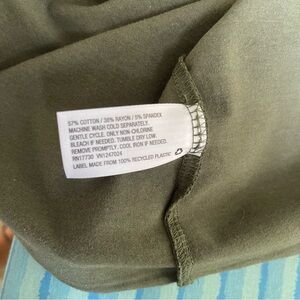 57% COTTON / 38% RAYON / 5% SPANDEX
MACHINE WASH COLD SEPARATELY.
GENTLE CYCLE. ONLY NON-CHLORINE
BLEACH IF NEEDED. TUMBLE DRY LOW.
REMOVE PROMPTLY. COOL IRON IF NEEDED.
RN17730 VN1247024
LABEL MADE FROM 100% RECYCLED PLASTIC